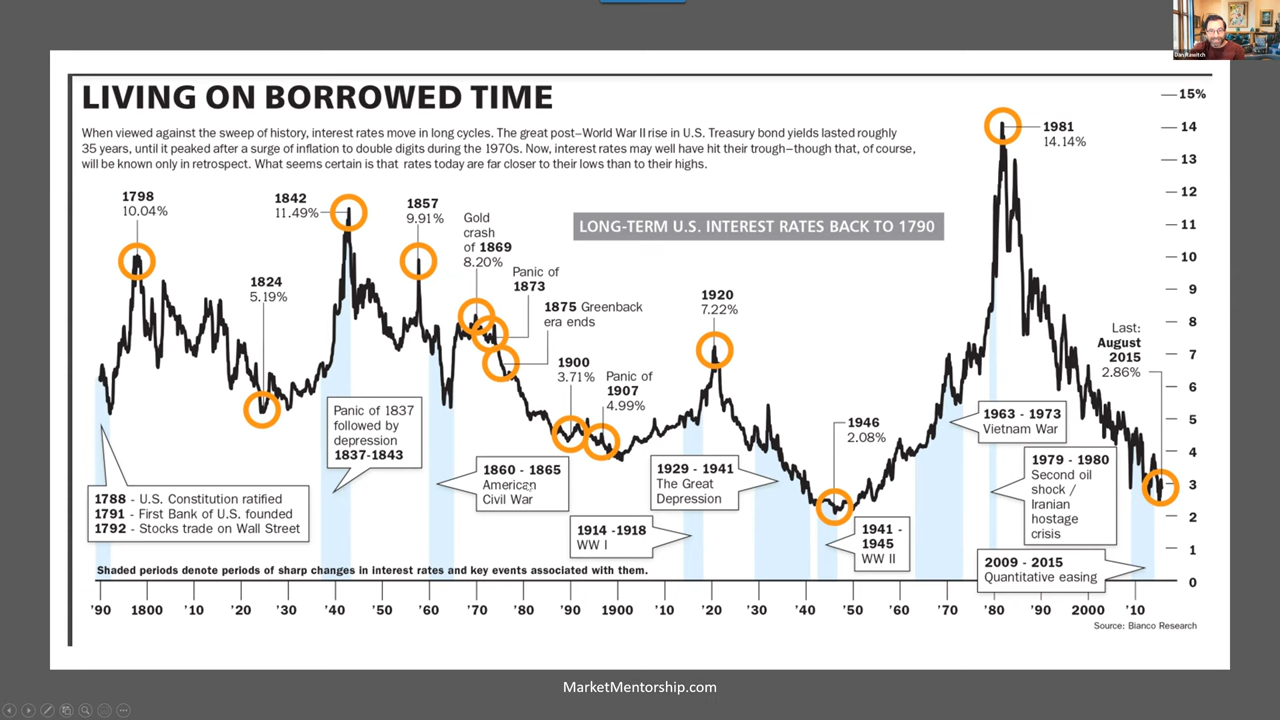 Dan Rawitch
LIVING ON BORROWED TIME
When viewed against the sweep of history, interest rates move in long cycles. The great post–World War II rise in U.S. Treasury bond yields lasted roughly
35 years, until it peaked after a surge of inflation to double digits during the 1970s. Now, interest rates may well have hit their trough—though that, of course,
will be known only in retrospect. What seems certain is that rates today are far closer to their lows than to their highs.
LONG-TERM U.S. INTEREST RATES BACK TO 1790
1798
10.04%
1824
5.19%
1842
11.49%
1857
9.91%
Gold
crash
of 1869
8.20%
Panic of
1873
1875 Greenback
era ends
1900
3.71%
Panic of
1907
4.99%
1920
7.22%
1946
2.08%
1981
14.14%
Last:
August
2015
2.86%
15%
14
13
12
11
10
9
8
7
6
5
4
3
2
1
0
1788 - U.S. Constitution ratified
1791 - First Bank of U.S. founded
1792 - Stocks trade on Wall Street
Panic of 1837
followed by
depression
1837-1843
1860 - 1865
American
Civil War
1914 -1918
WW I
1929 - 1941
The Great
Depression
1941 -
1945
WW II
1963 - 1973
Vietnam War
1979 - 1980
Second oil
shock /
Iranian
hostage
crisis
2009 - 2015
Quantitative easing
Shaded periods denote periods of sharp changes in interest rates and key events associated with them.
'90 1800 '10 '20 '30 '40 '50 '60 '70 '80 '90 1900 '10 '20 '30 '40 '50 '60 '70 '80 '90 2000 '10
Source: Bianco Research
MarketMentorship.com